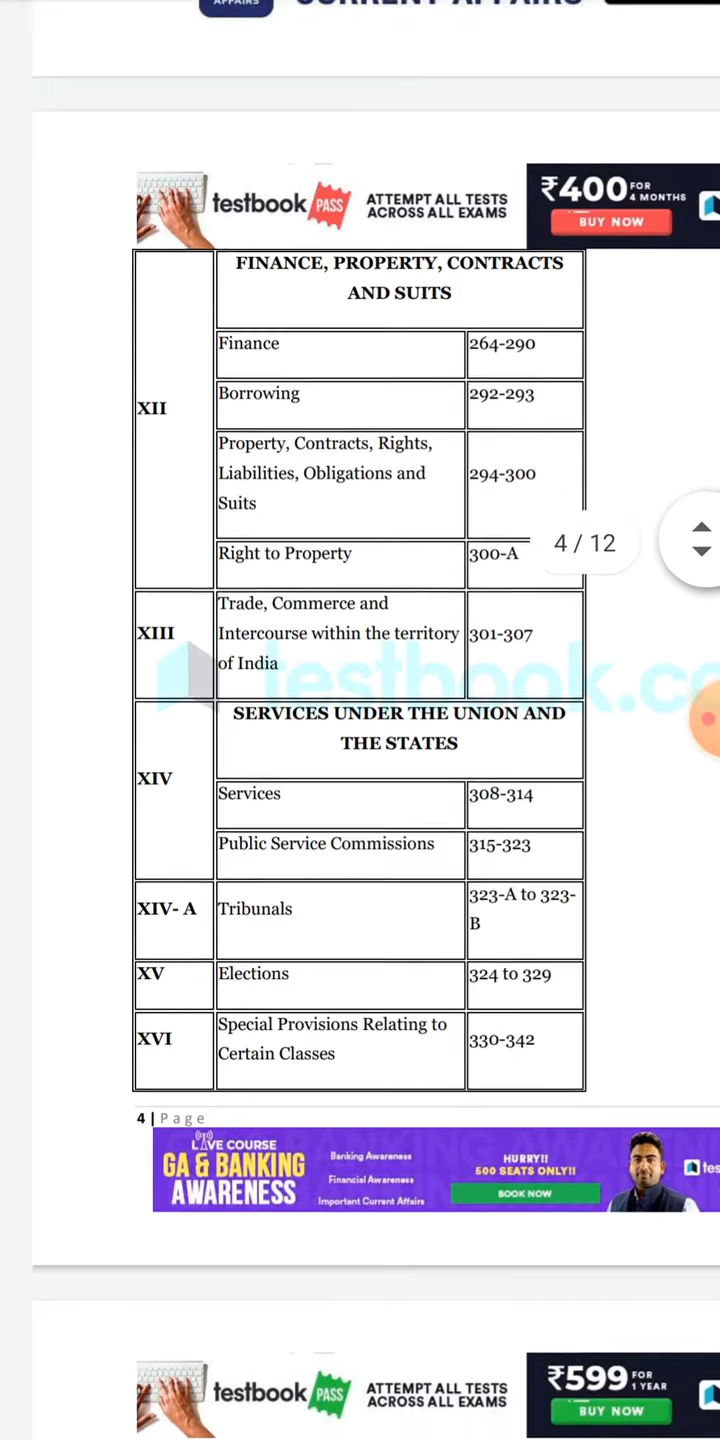 AFFAIRS
CURRENT AFFAIRS
testbook PASS
ATTEMPT ALL TESTS
ACROSS ALL EXAMS
₹400 FOR
4 MONTHS
BUY NOW
FINANCE, PROPERTY, CONTRACTS
AND SUITS
Finance 264-290
XII
Borrowing 292-293
Property, Contracts, Rights,
Liabilities, Obligations and 294-300
Suits
4 / 12
Right to Property 300-A
Trade, Commerce and
XIII Intercourse within the territory 301-307
of India
testbook.co
SERVICES UNDER THE UNION AND
THE STATES
XIV
Services 308-314
Public Service Commissions 315-323
XIV- A Tribunals 323-A to 323-
B
XV Elections 324 to 329
Special Provisions Relating to
XVI 330-342
Certain Classes
4 | Page
LIVE COURSE
GA & BANKING
AWARENESS
Banking Awareness
Financial Awareness
Important Current Affairs
HURRY!!
500 SEATS ONLY!!
BOOK NOW
tes
testbook PASS
ATTEMPT ALL TESTS
ACROSS ALL EXAMS
₹599 FOR
1 YEAR
BUY NOW